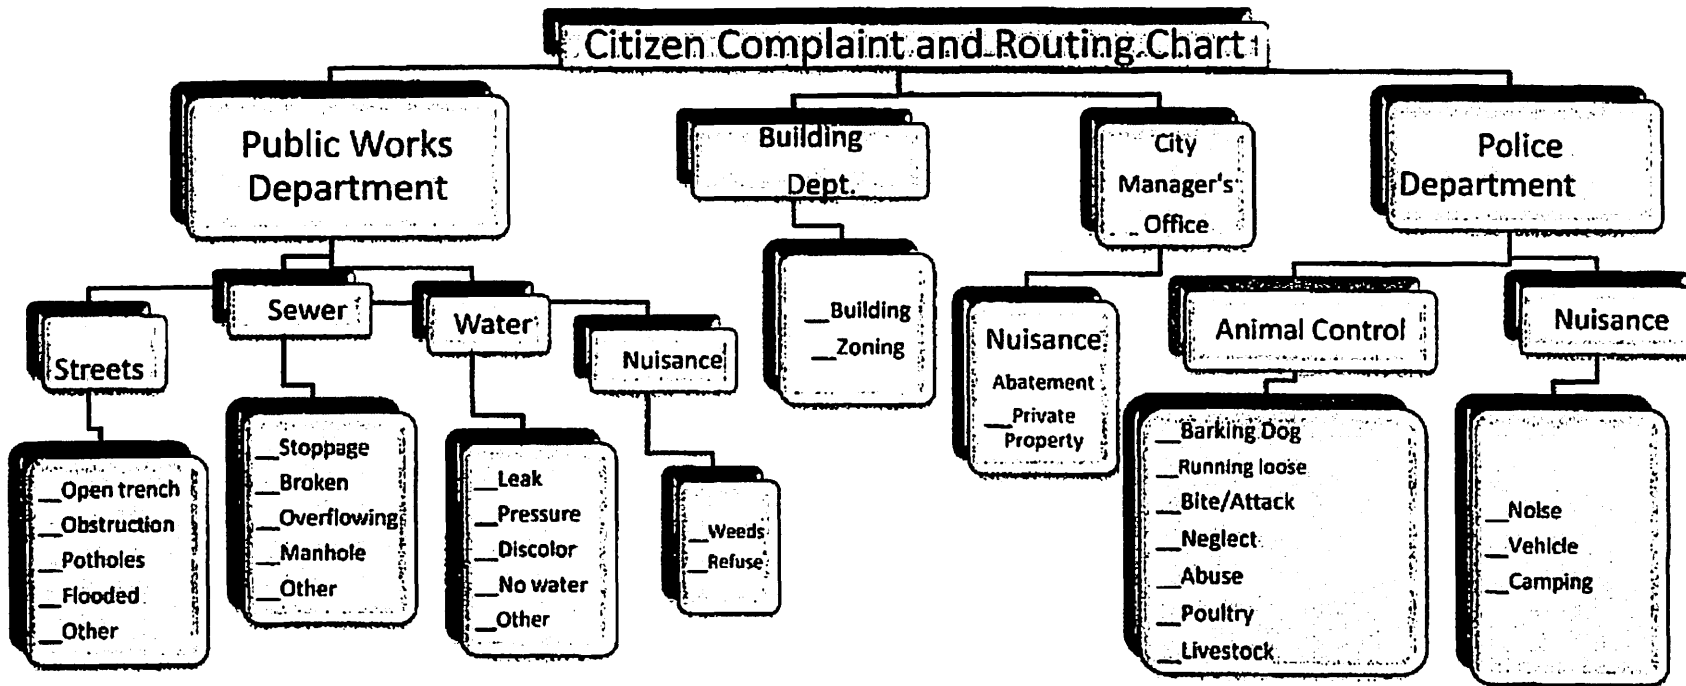 Citizen Complaint and Routing Chart
Public Works
Department
Building
Dept.
City
Manager's
__Office
Police
Department
Streets
Sewer
Water
Nuisance
__Open trench
__Obstruction
__Potholes
__Flooded
__Other
__Stoppage
__Broken
__Overflowing
__Manhole
__Other
__Leak
__Pressure
__Discolor
__No water
__Other
__Weeds
__Refuse
__Building
__Zoning
Nuisance
Abatement
__Private
Property
Animal Control
Nuisance
__Barking Dog
__Running loose
__Bite/Attack
__Neglect
__Abuse
__Poultry
__Livestock
__Noise
__Vehicle
__Camping